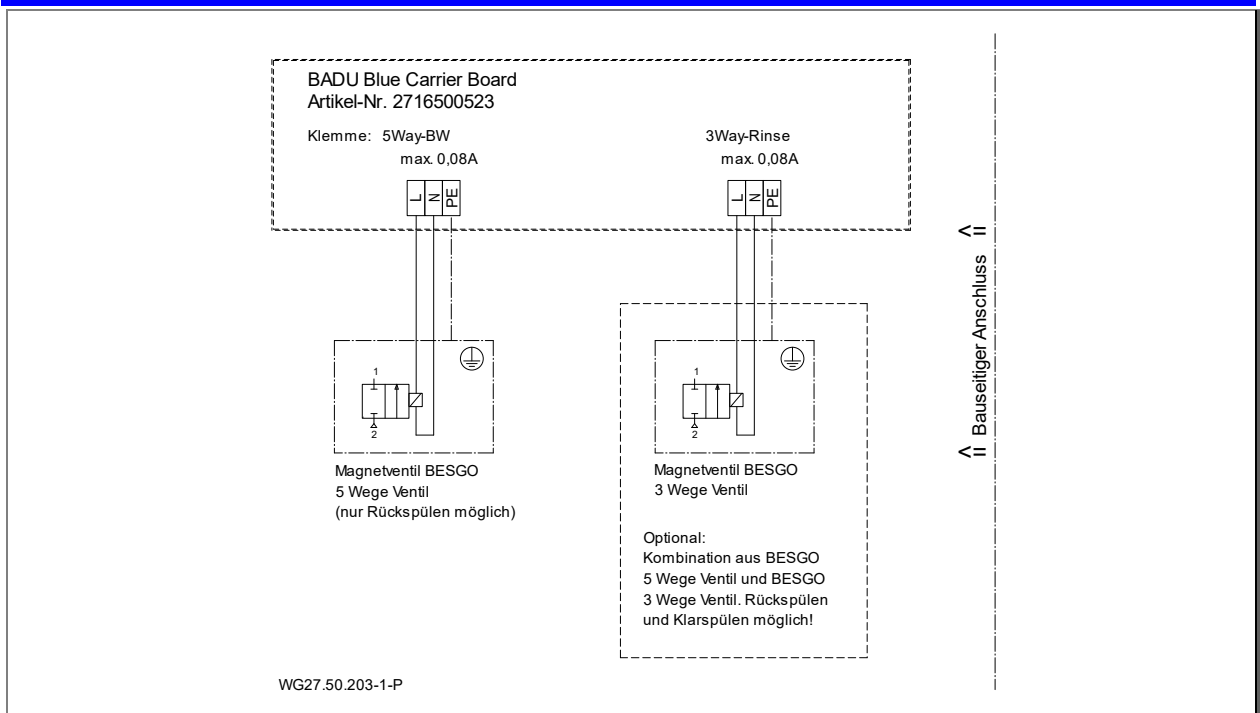 BADU Blue Carrier Board
Artikel-Nr. 2716500523
Klemme: 5Way-BW
max. 0,08A
3Way-Rinse
max. 0,08A
L N PE
L N PE
1
2
Magnetventil BESGO
5 Wege Ventil
(nur Rückspülen möglich)
1
2
Magnetventil BESGO
3 Wege Ventil
Optional:
Kombination aus BESGO
5 Wege Ventil und BESGO
3 Wege Ventil. Rückspülen
und Klarspülen möglich!
<= Bauseitiger Anschluss <=
WG27.50.203-1-P